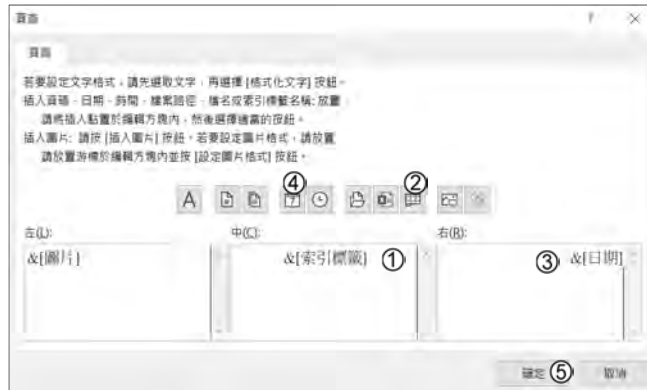 頁首
? ×
頁首
若要設定文字格式，請先選取文字，再選擇 [格式化文字] 按鈕。
插入頁碼、日期、時間、檔案路徑、檔名或索引標籤名稱: 放置
請將插入點置於編輯方塊內，然後選擇適當的按鈕。
插入圖片: 請按 [插入圖片] 按鈕。若要設定圖片格式，請放置
請放置游標於編輯方塊內並按 [設定圖片格式] 按鈕。
④ ②
A
左(L): 中(C): 右(R):
&[圖片] &[索引標籤] ① ③ &[日期]
確定 ⑤ 取消